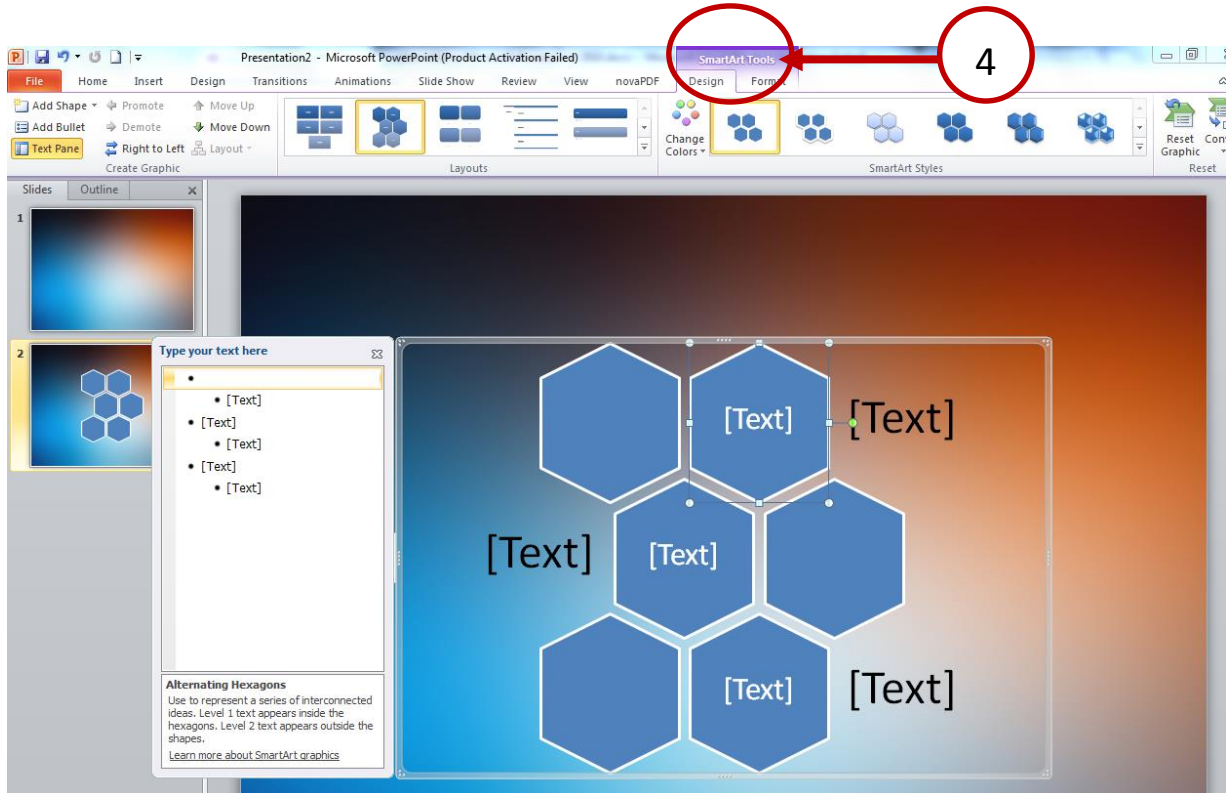 4
Presentation2 - Microsoft PowerPoint (Product Activation Failed)
SmartArt Tools
File Home Insert Design Transitions Animations Slide Show Review View novaPDF Design Format
Add Shape Promote Move Up
Add Bullet Demote Move Down
Text Pane Right to Left Layout
Change
Colors
Reset
Graphic
Create Graphic Layouts SmartArt Styles Reset
Slides Outline
1
2
Type your text here
[Text]
[Text]
[Text]
[Text]
[Text]
Alternating Hexagons
Use to represent a series of interconnected
ideas. Level 1 text appears inside the
hexagons. Level 2 text appears outside the
shapes.
Learn more about SmartArt graphics
[Text] [Text]
[Text] [Text]
[Text] [Text]